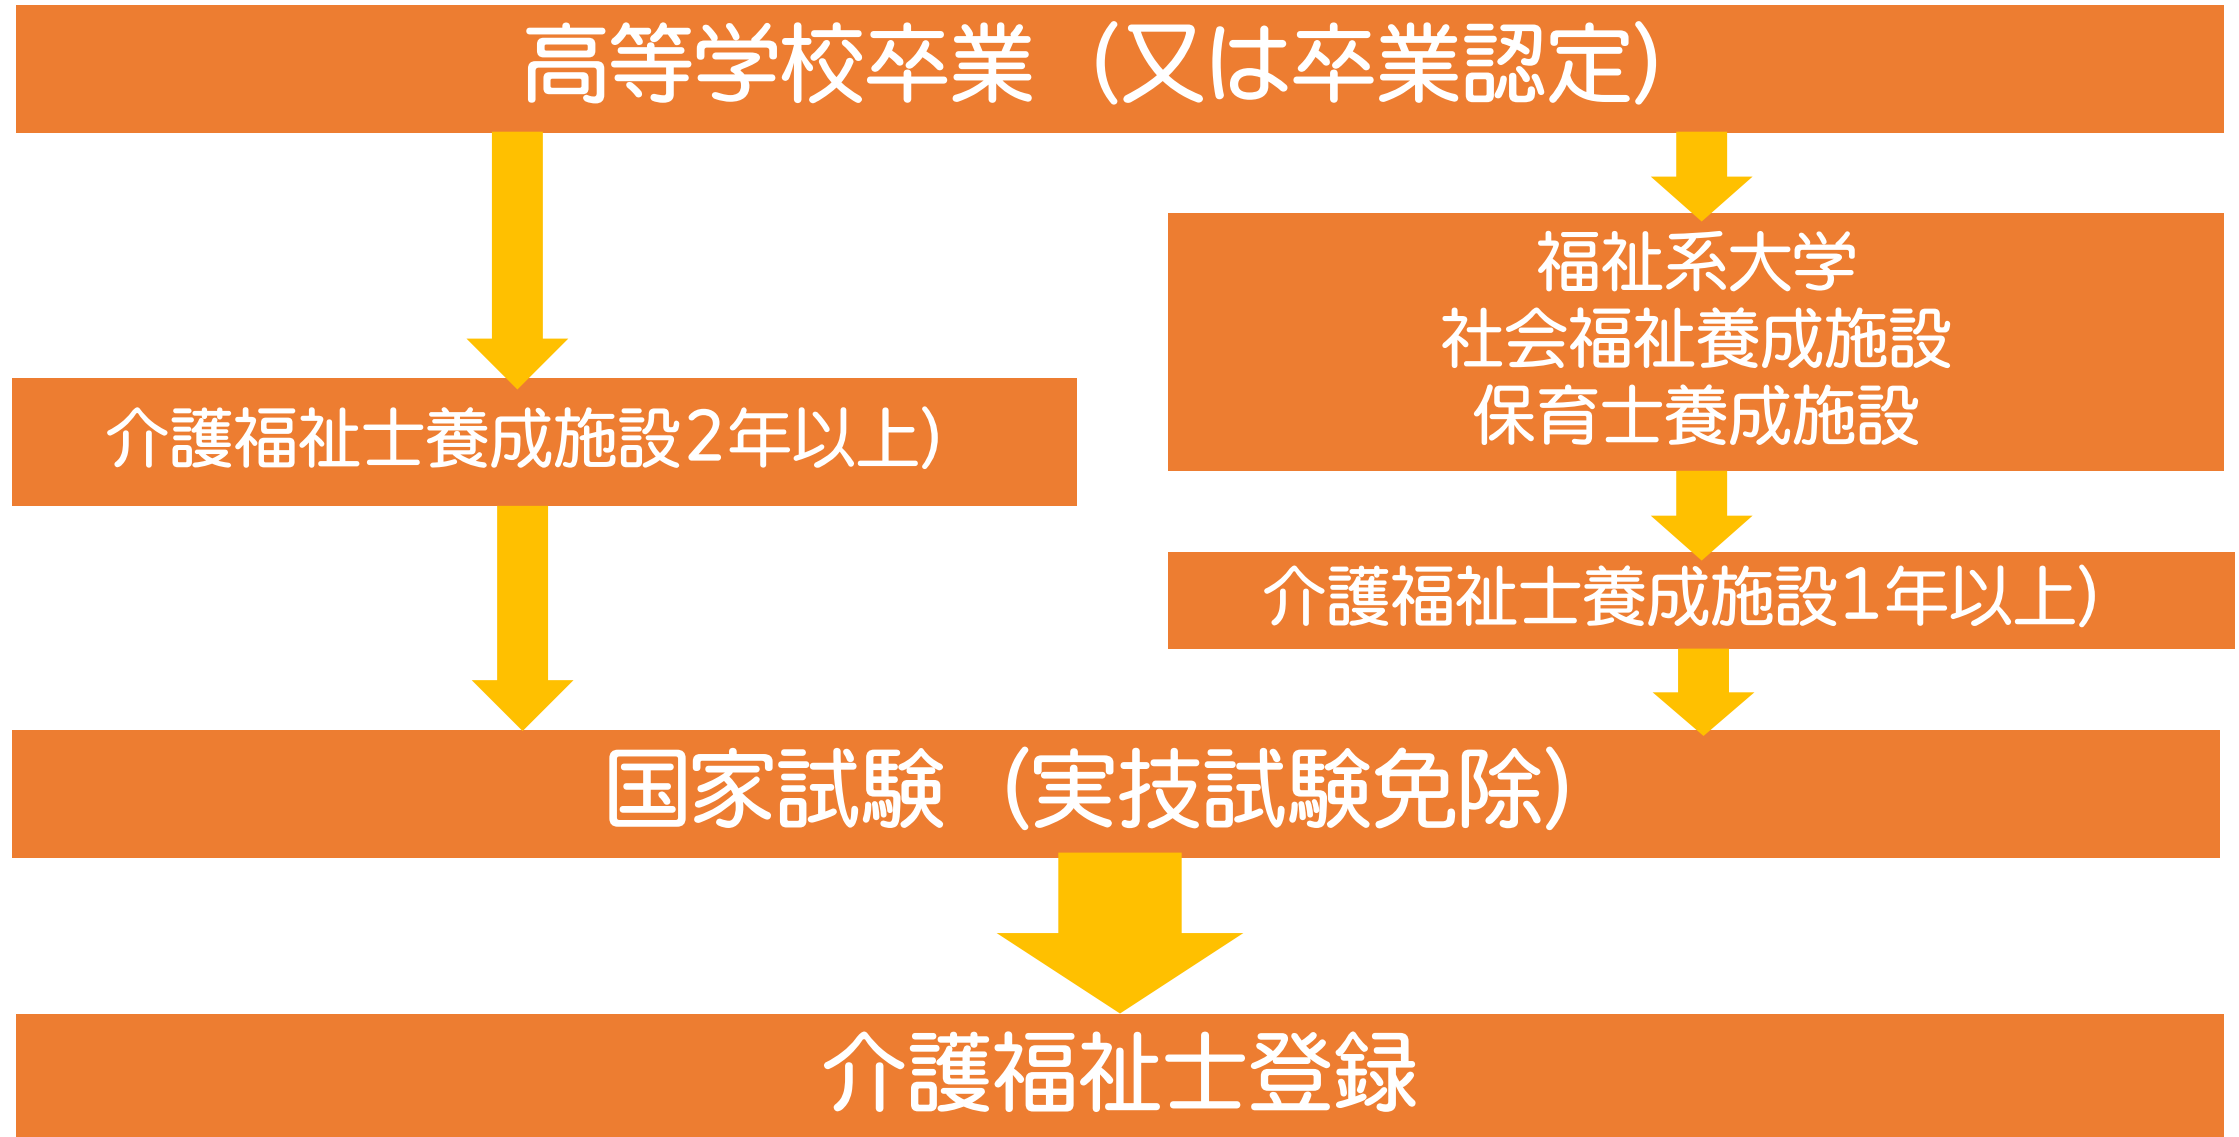 高等学校卒業（又は卒業認定）
福祉系大学
社会福祉養成施設
保育士養成施設
介護福祉士養成施設2年以上)
介護福祉士養成施設1年以上)
国家試験（実技試験免除）
介護福祉士登録